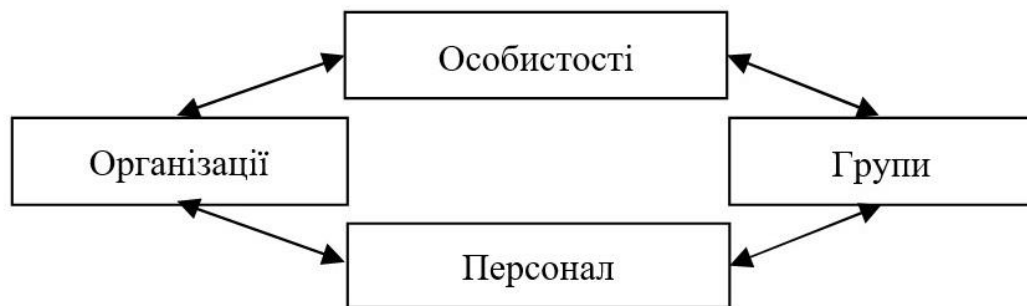 Особистості
Організації
Групи
Персонал